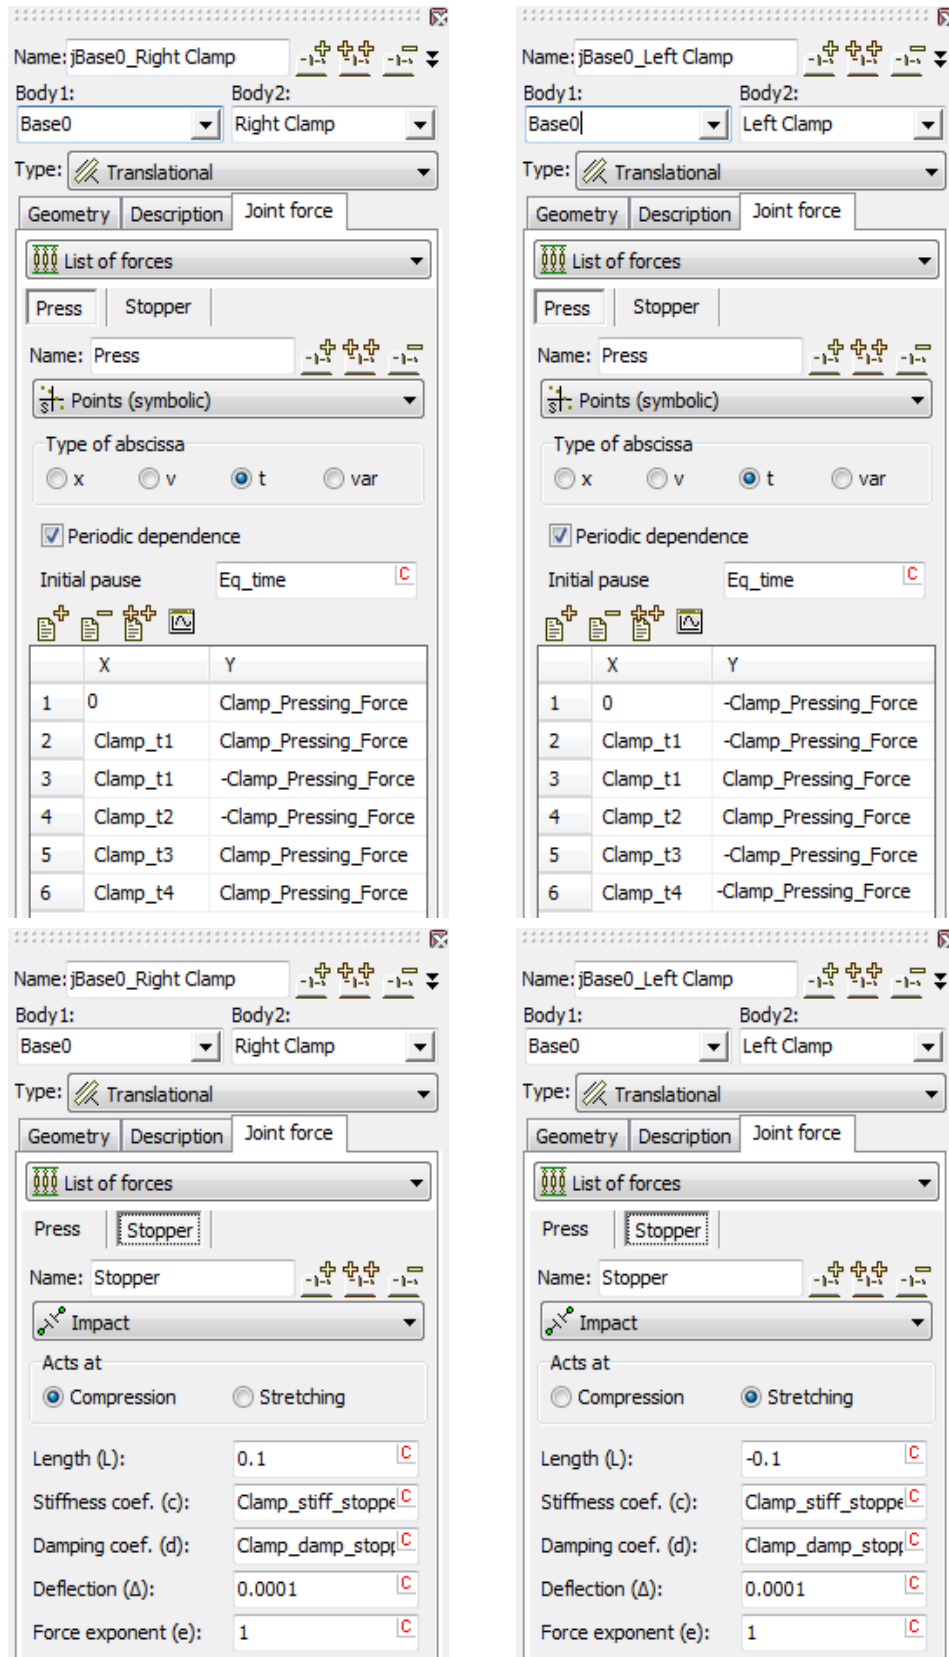 Name: jBase0_Right Clamp
Body1: Body2:
Base0 Right Clamp
Type: Translational
Geometry Description Joint force
List of forces
Press Stopper
Name: Press
Points (symbolic)
Type of abscissa
x v t var
Periodic dependence
Initial pause Eq_time C
X Y
1 0 Clamp_Pressing_Force
2 Clamp_t1 Clamp_Pressing_Force
3 Clamp_t1 -Clamp_Pressing_Force
4 Clamp_t2 -Clamp_Pressing_Force
5 Clamp_t3 Clamp_Pressing_Force
6 Clamp_t4 Clamp_Pressing_Force
Name: jBase0_Left Clamp
Body1: Body2:
Base0 Left Clamp
Type: Translational
Geometry Description Joint force
List of forces
Press Stopper
Name: Press
Points (symbolic)
Type of abscissa
x v t var
Periodic dependence
Initial pause Eq_time C
X Y
1 0 -Clamp_Pressing_Force
2 Clamp_t1 -Clamp_Pressing_Force
3 Clamp_t1 Clamp_Pressing_Force
4 Clamp_t2 Clamp_Pressing_Force
5 Clamp_t3 -Clamp_Pressing_Force
6 Clamp_t4 -Clamp_Pressing_Force
Name: jBase0_Right Clamp
Body1: Body2:
Base0 Right Clamp
Type: Translational
Geometry Description Joint force
List of forces
Press Stopper
Name: Stopper
Impact
Acts at
Compression Stretching
Length (L): 0.1 C
Stiffness coef. (c): Clamp_stiff_stoppe C
Damping coef. (d): Clamp_damp_stopp C
Deflection (Δ): 0.0001 C
Force exponent (e): 1 C
Name: jBase0_Left Clamp
Body1: Body2:
Base0 Left Clamp
Type: Translational
Geometry Description Joint force
List of forces
Press Stopper
Name: Stopper
Impact
Acts at
Compression Stretching
Length (L): -0.1 C
Stiffness coef. (c): Clamp_stiff_stoppe C
Damping coef. (d): Clamp_damp_stopp C
Deflection (Δ): 0.0001 C
Force exponent (e): 1 C